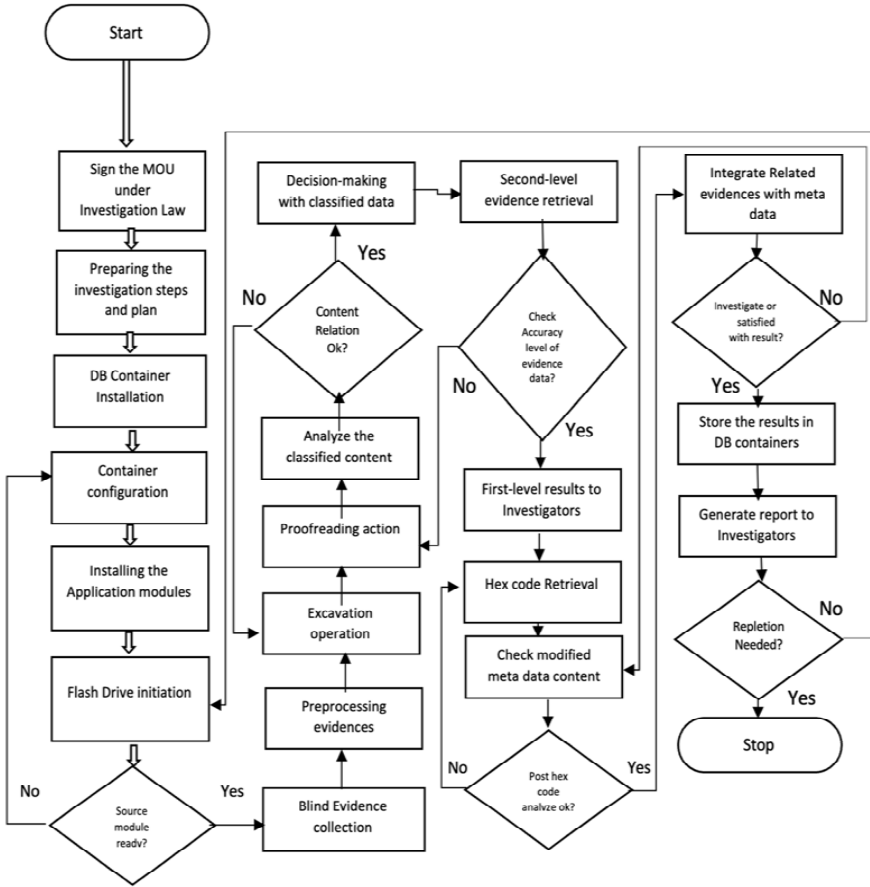 Start
Sign the MOU
under
Investigation Law
Preparing the
investigation steps
and plan
DB Container
Installation
Container
configuration
Installing the
Application modules
Flash Drive initiation
No
Yes
Source
module
ready?
Blind Evidence
collection
Preprocessing
evidences
Excavation
operation
Proofreading action
Analyze the
classified content
No
Content
Relation
Ok?
Yes
Decision-making
with classified data
Second-level
evidence retrieval
Check
Accuracy
level of
evidence
data?
No
Yes
First-level results to
Investigators
Hex code Retrieval
Check modified
meta data content
No
Post hex
code
analyze ok?
Yes
Integrate Related
evidences with meta
data
Investigate or
satisfied
with result?
No
Yes
Store the results in
DB containers
Generate report to
Investigators
Repletion
Needed?
No
Yes
Stop